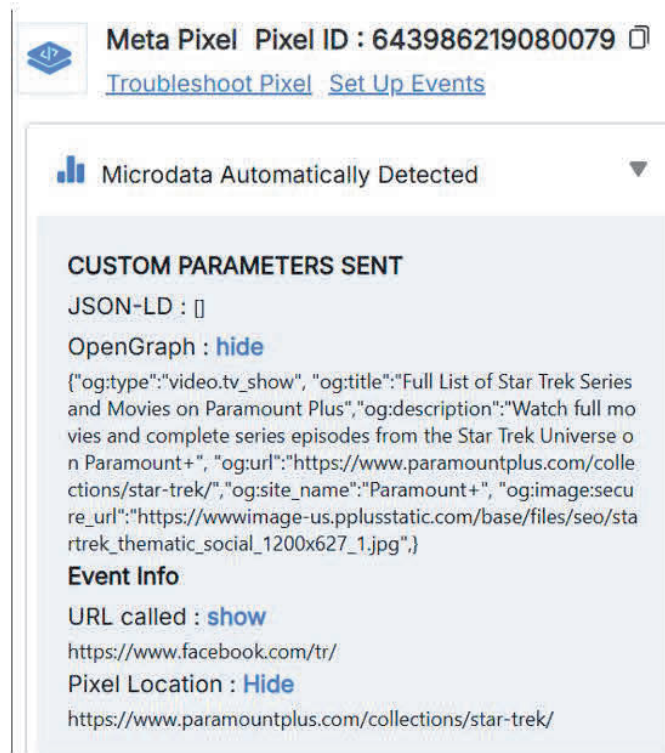 Meta Pixel Pixel ID : 643986219080079
Troubleshoot Pixel Set Up Events
Microdata Automatically Detected
CUSTOM PARAMETERS SENT
JSON-LD : []
OpenGraph : hide
{"og:type":"video.tv_show", "og:title":"Full List of Star Trek Series
and Movies on Paramount Plus","og:description":"Watch full mo
vies and complete series episodes from the Star Trek Universe o
n Paramount+", "og:url":"https://www.paramountplus.com/colle
ctions/star-trek/","og:site_name":"Paramount+", "og:image:secu
re_url":"https://wwwimage-us.pplusstatic.com/base/files/seo/sta
rtrek_thematic_social_1200x627_1.jpg",}
Event Info
URL called : show
https://www.facebook.com/tr/
Pixel Location : Hide
https://www.paramountplus.com/collections/star-trek/